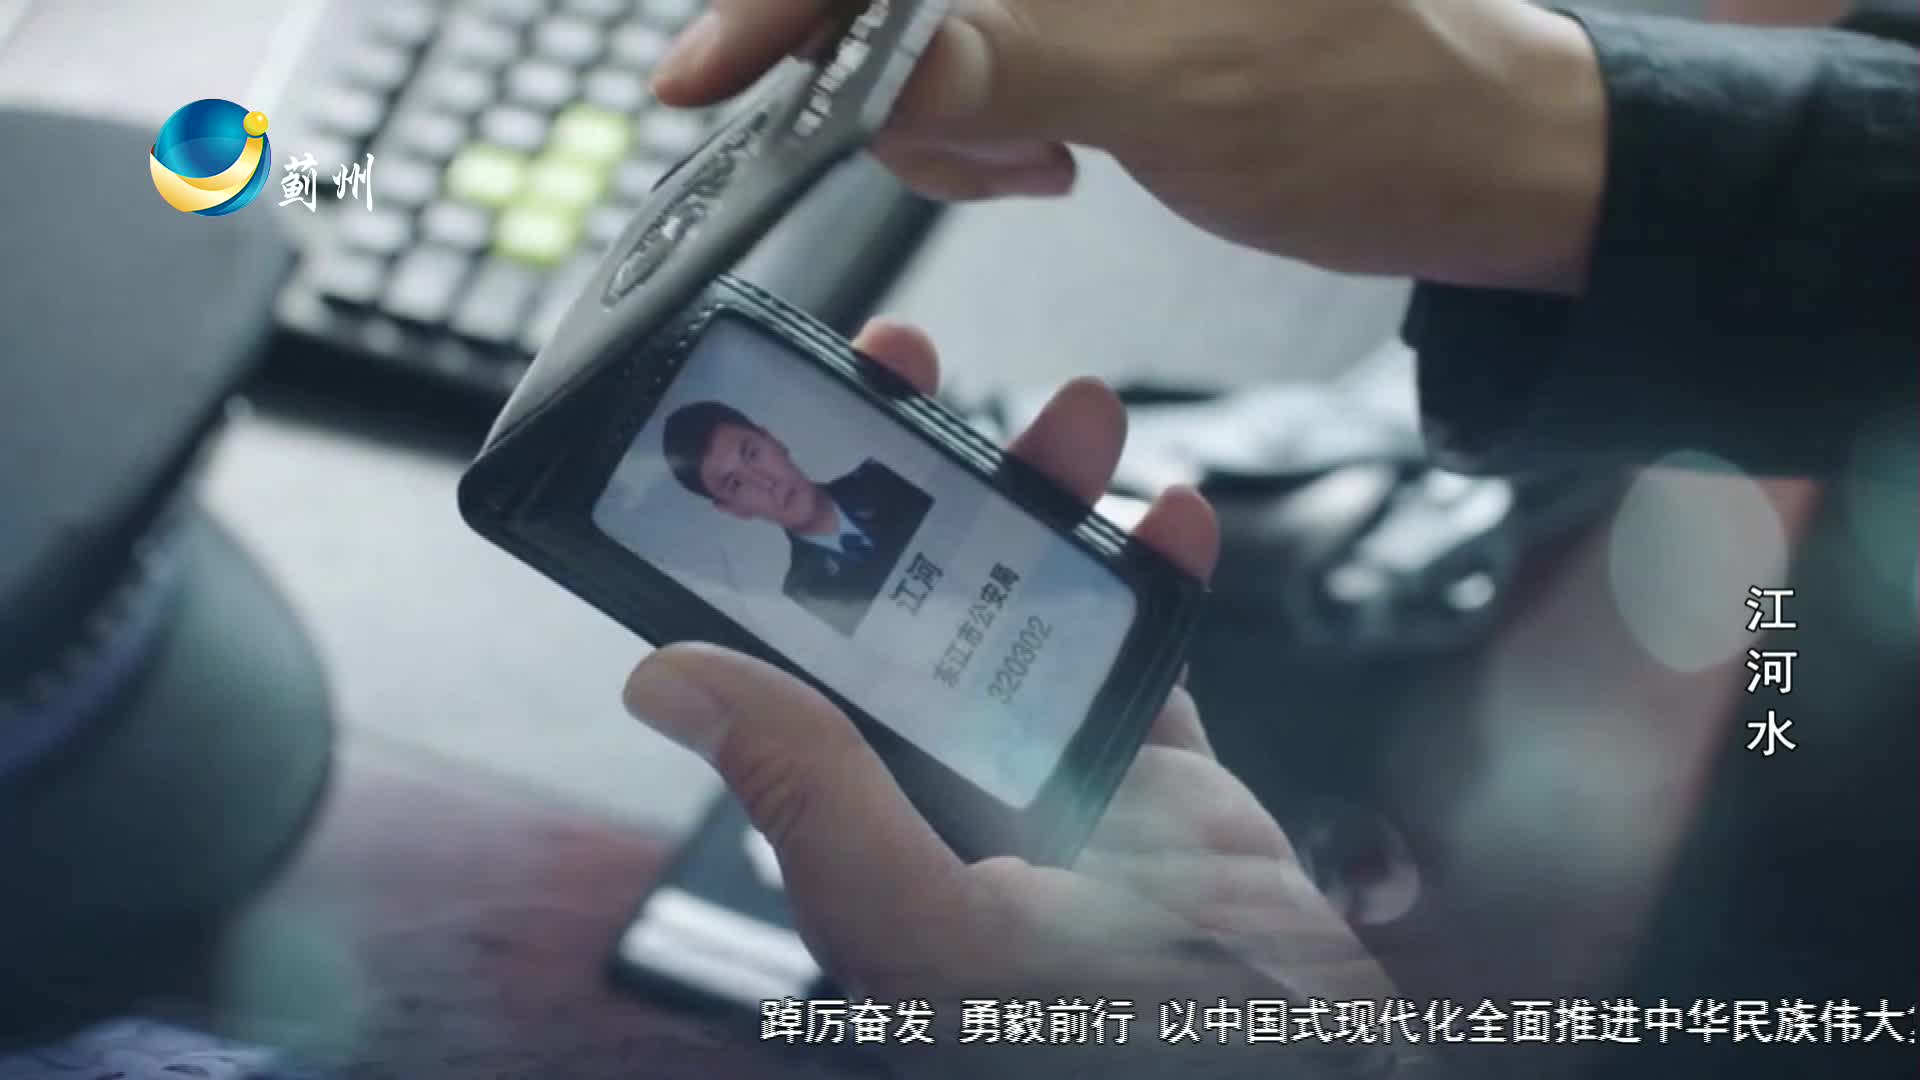 蓟州
江河
东江市公安局
320302
江河水
踔厉奋发 勇毅前行 以中国式现代化全面推进中华民族伟大